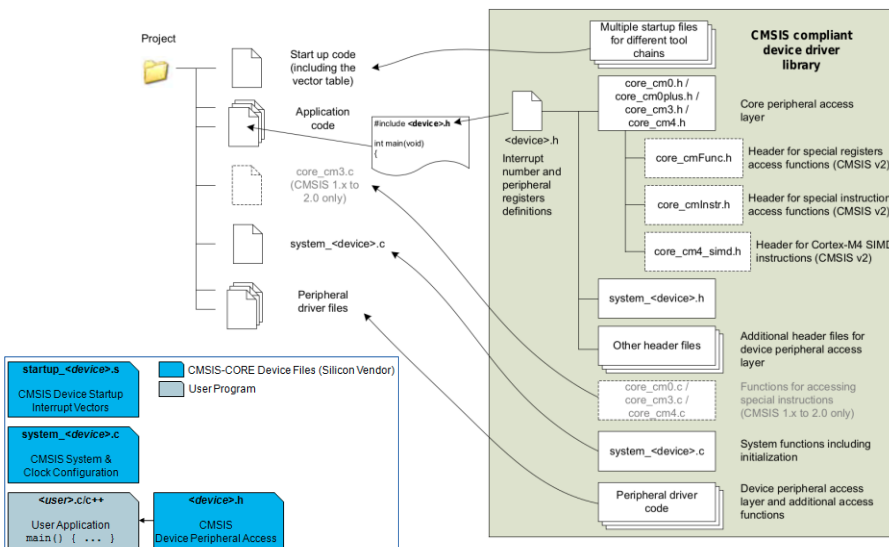 Project
Start up code
(including the
vector table)
Application
code
core_cm3.c
(CMSIS 1.x to
2.0 only)
system_<device>.c
Peripheral
driver files
#include <device>.h
int main(void)
{
<device>.h
Interrupt
number and
peripheral
registers
definitions
CMSIS compliant
device driver
library
Multiple startup files
for different tool
chains
core_cm0.h /
core_cm0plus.h /
core_cm3.h /
core_cm4.h
Core peripheral access
layer
core_cmFunc.h
Header for special registers
access functions (CMSIS v2)
core_cmInstr.h
Header for special instruction
access functions (CMSIS v2)
core_cm4_simd.h
Header for Cortex-M4 SIMD
instructions (CMSIS v2)
system_<device>.h
Other header files
Additional header files for
device peripheral access
layer
core_cm0.c /
core_cm3.c /
core_cm4.c
Functions for accessing
special instructions
(CMSIS 1.x to 2.0 only)
system_<device>.c
System functions including
initialization
Peripheral driver
code
Device peripheral access
layer and additional access
functions
startup_<device>.s
CMSIS Device Startup
Interrupt Vectors
CMSIS-CORE Device Files (Silicon Vendor)
User Program
system_<device>.c
CMSIS System &
Clock Configuration
<user>.c/c++
User Application
main() { ... }
<device>.h
CMSIS
Device Peripheral Access